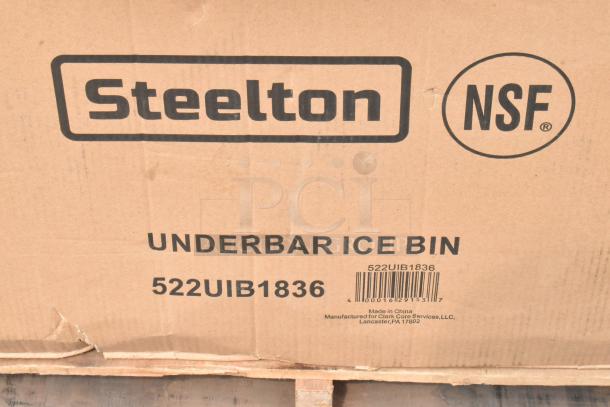 Steelton
NSF®
PCI
UNDERBAR ICE BIN
522UIB1836
522UIB1836
Made in China
Manufactured for Clark Core Services, LLC,
Lancaster, PA 17602